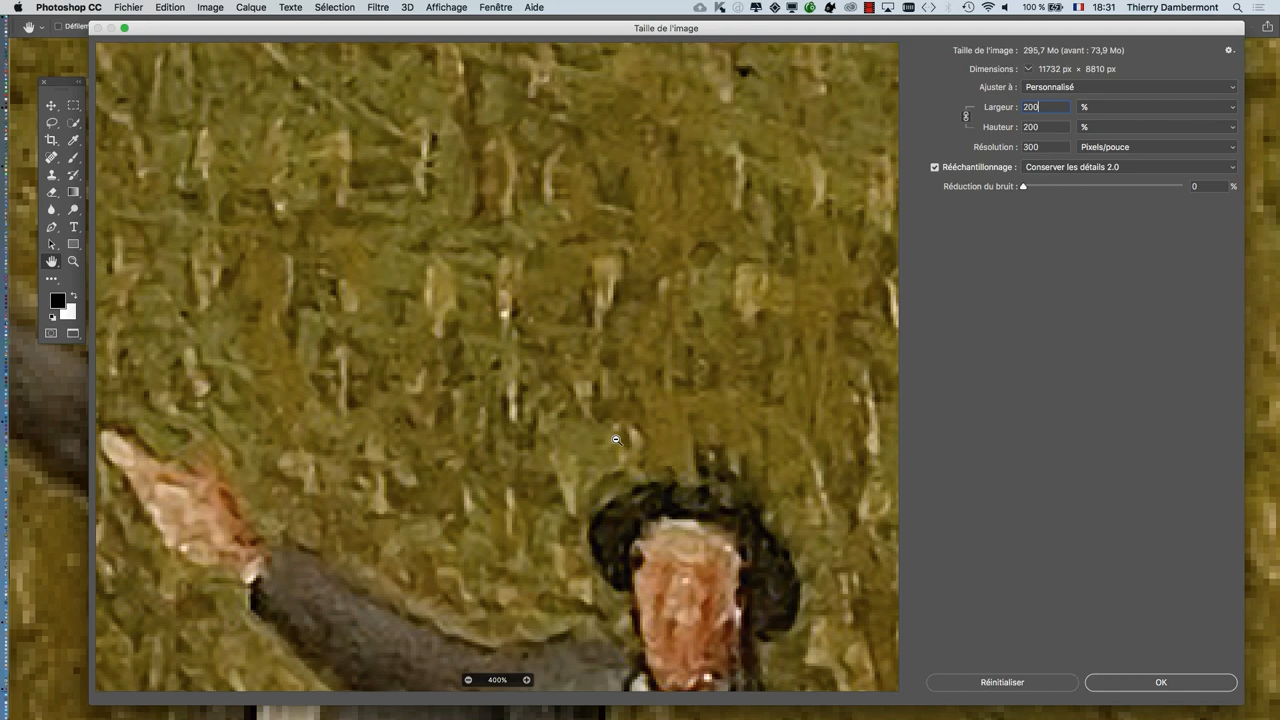 Photoshop CC Fichier Edition Image Calque Texte Sélection Filtre 3D Affichage Fenêtre Aide 100 % 18:31 Thierry Dambermont
Défilem
Taille de l'image
Taille de l'image : 295,7 Mo (avant : 73,9 Mo)
Dimensions : 11732 px × 8810 px
Ajuster à : Personnalisé
Largeur : 200 %
Hauteur : 200 %
Résolution : 300 Pixels/pouce
Rééchantillonnage : Conserver les détails 2.0
Réduction du bruit : 0 %
400%
Réinitialiser OK